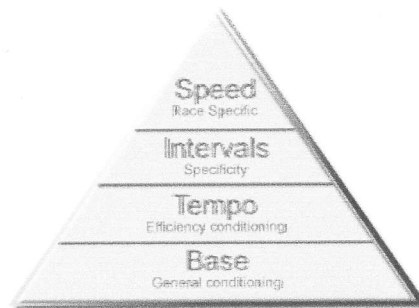 Speed
Race Specific
Intervals
Specificity
Tempo
Efficiency conditioning
Base
General conditioning